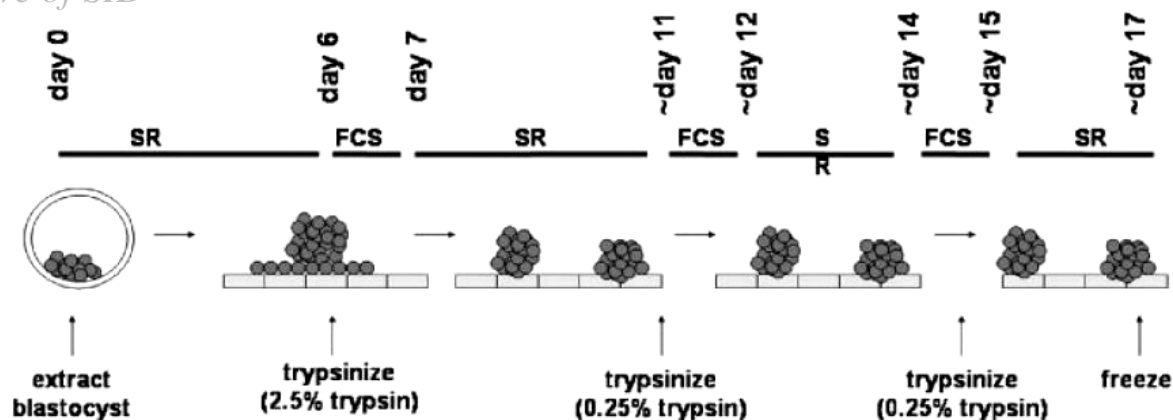 day 0
day 6
day 7
~day 11
~day 12
~day 14
~day 15
~day 17
SR
FCS
SR
FCS
S
R
FCS
SR
extract
blastocyst
trypsinize
(2.5% trypsin)
trypsinize
(0.25% trypsin)
trypsinize
(0.25% trypsin)
freeze